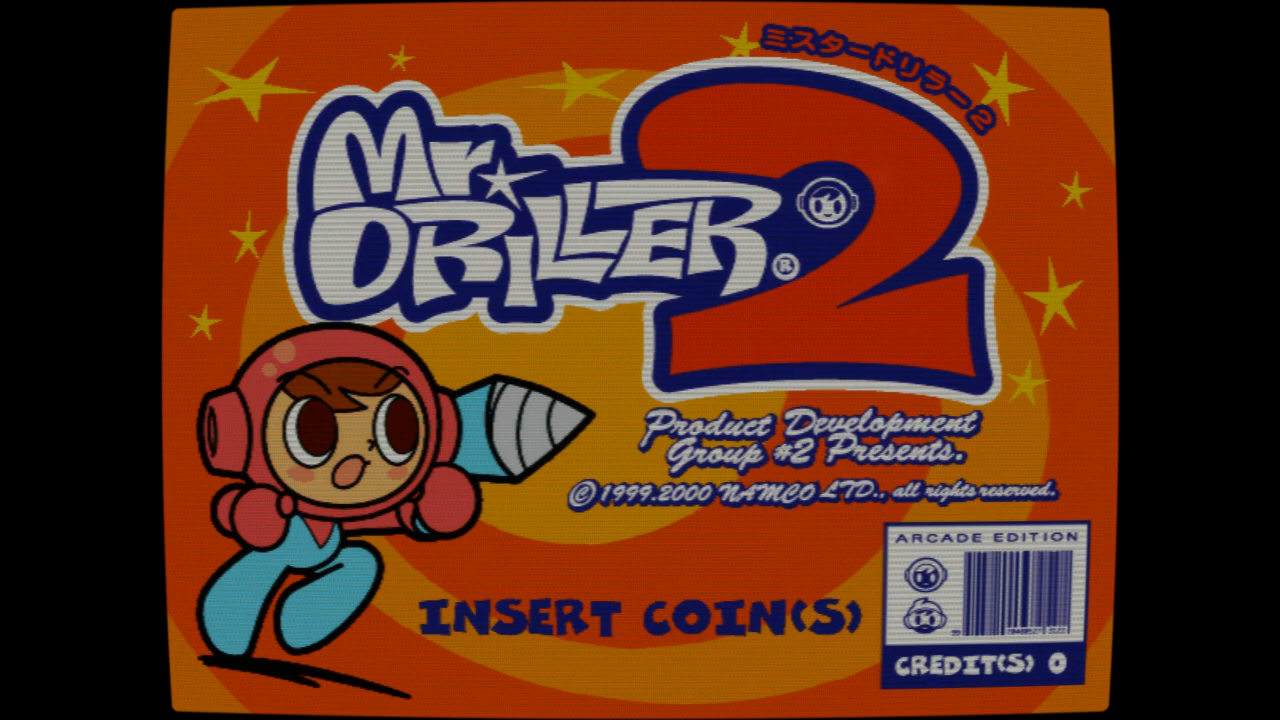 ミスタードリラー2
Mr. DRILLER 2
®
Product Development
Group #2 Presents.
© 1999.2000 NAMCO LTD., all rights reserved.
ARCADE EDITION
INSERT COIN(S)
CREDIT(S) 0